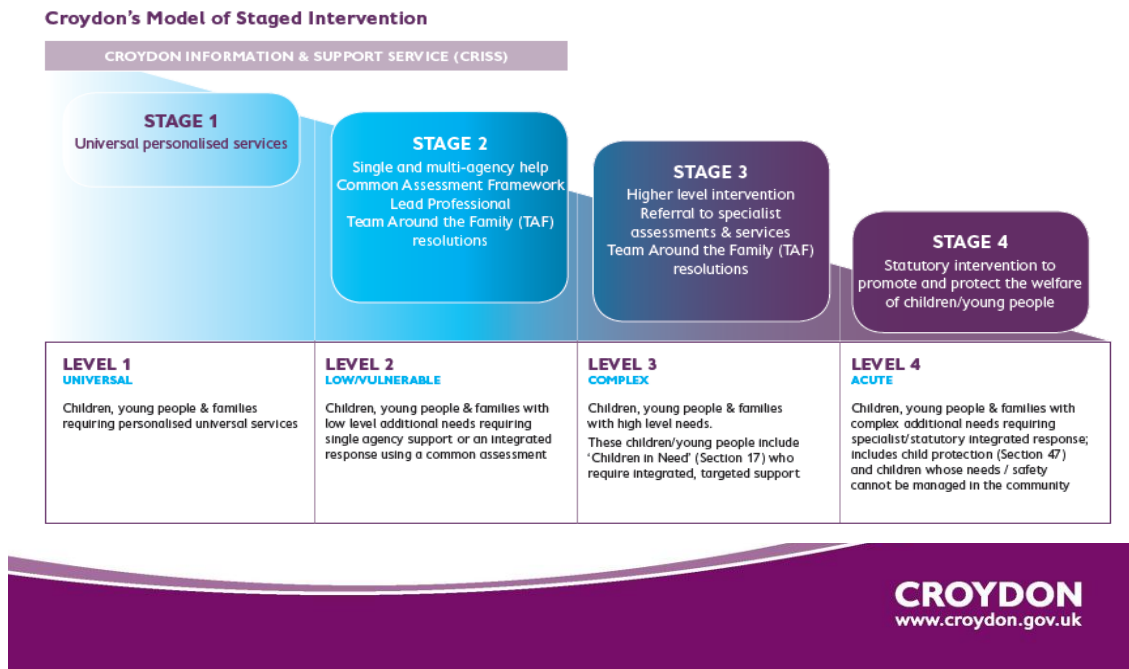 Croydon's Model of Staged Intervention
CROYDON INFORMATION & SUPPORT SERVICE (CRISS)
STAGE 1
Universal personalised services
STAGE 2
Single and multi-agency help
Common Assessment Framework
Lead Professional
Team Around the Family (TAF)
resolutions
STAGE 3
Higher level intervention
Referral to specialist
assessments & services
Team Around the Family (TAF)
resolutions
STAGE 4
Statutory intervention to
promote and protect the welfare
of children/young people
LEVEL 1
UNIVERSAL
Children, young people & families
requiring personalised universal services
LEVEL 2
LOW/VULNERABLE
Children, young people & families with
low level additional needs requiring
single agency support or an integrated
response using a common assessment
LEVEL 3
COMPLEX
Children, young people & families
with high level needs.
These children/young people include
'Children in Need' (Section 17) who
require integrated, targeted support
LEVEL 4
ACUTE
Children, young people & families with
complex additional needs requiring
specialist/statutory integrated response;
includes child protection (Section 47)
and children whose needs / safety
cannot be managed in the community
CROYDON
www.croydon.gov.uk